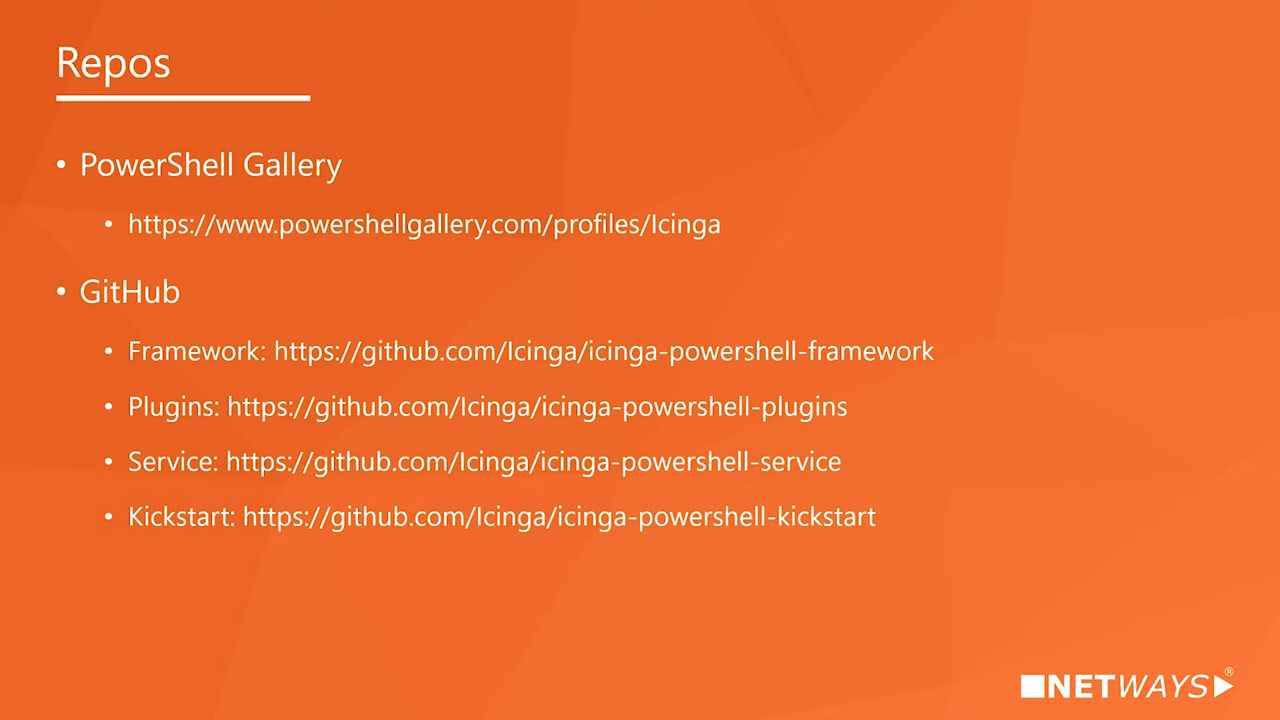 Repos
• PowerShell Gallery
• https://www.powershellgallery.com/profiles/Icinga
• GitHub
• Framework: https://github.com/Icinga/icinga-powershell-framework
• Plugins: https://github.com/Icinga/icinga-powershell-plugins
• Service: https://github.com/Icinga/icinga-powershell-service
• Kickstart: https://github.com/Icinga/icinga-powershell-kickstart
NETWAYS®